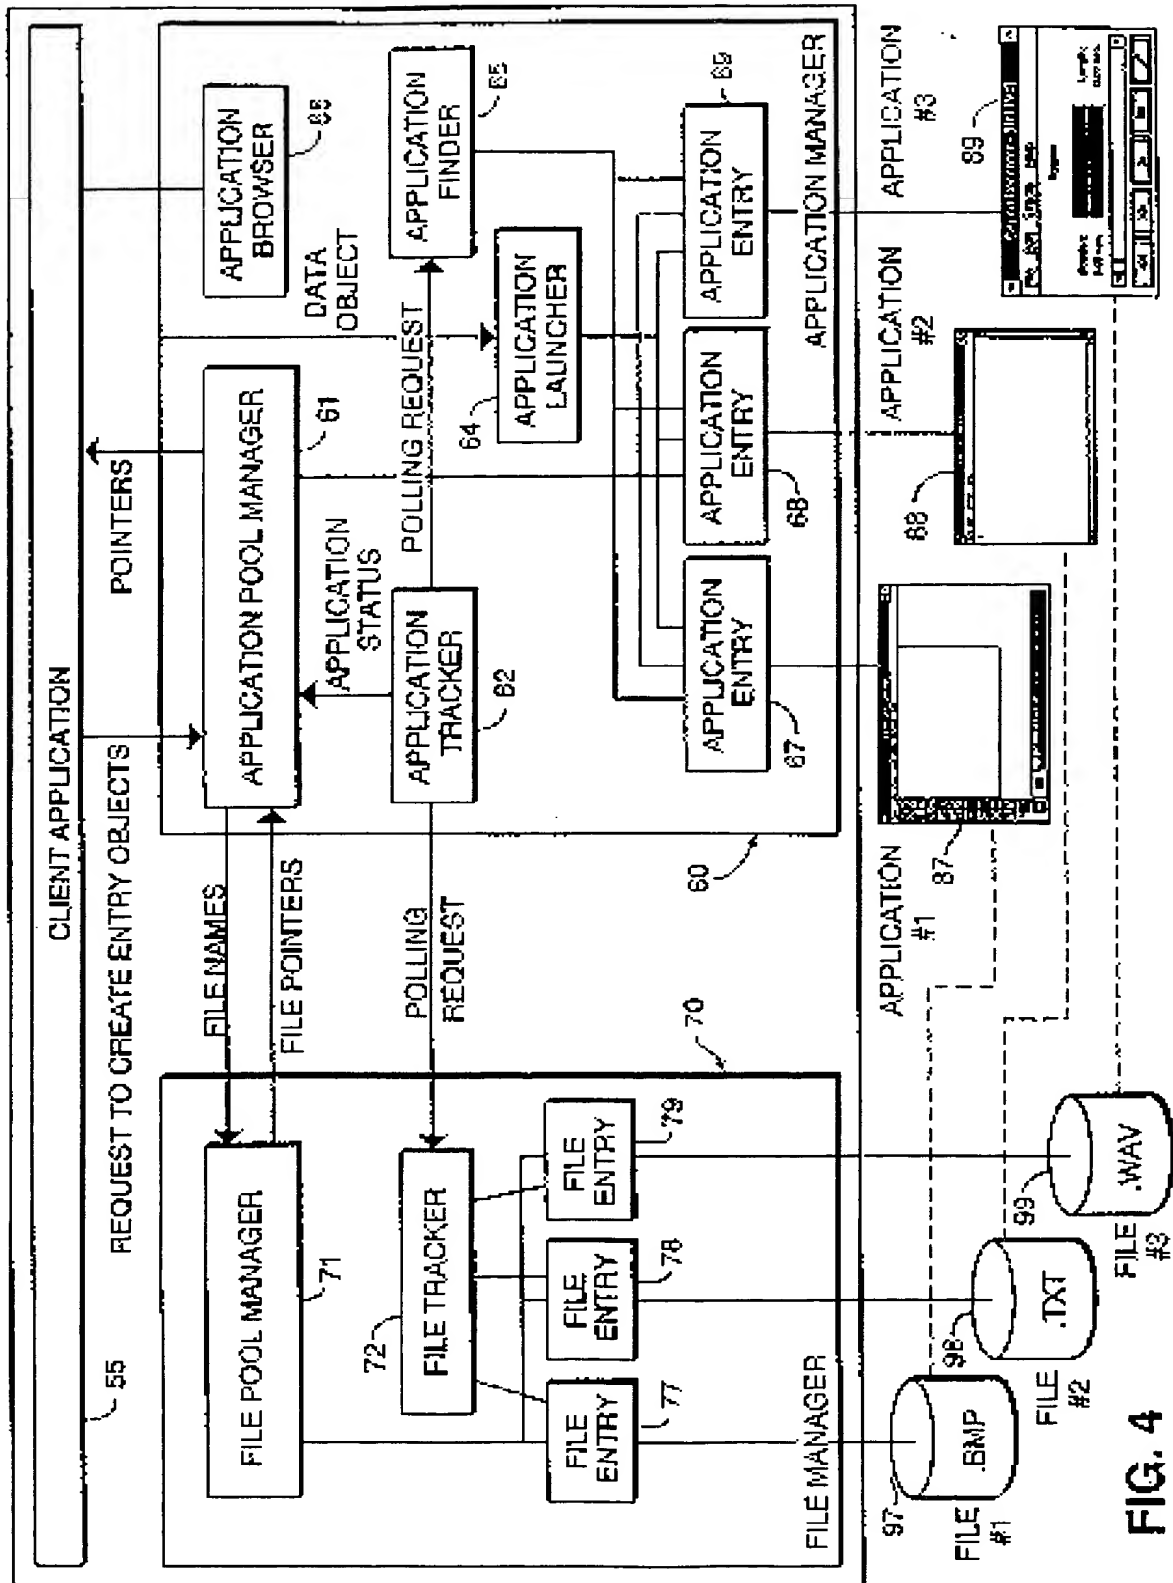 CLIENT APPLICATION
55
REQUEST TO CREATE ENTRY OBJECTS
POINTERS
FILE POOL MANAGER
71
FILE NAMES
FILE POINTERS
APPLICATION POOL MANAGER
61
DATA
OBJECT
APPLICATION
BROWSER
65
72
FILE TRACKER
POLLING
REQUEST
APPLICATION
STATUS
APPLICATION
TRACKER
62
POLLING REQUEST
64
APPLICATION
LAUNCHER
APPLICATION
FINDER
65
FILE
ENTRY
77
FILE
ENTRY
78
FILE
ENTRY
79
70
60
APPLICATION
ENTRY
67
APPLICATION
ENTRY
68
APPLICATION
ENTRY
69
FILE MANAGER
APPLICATION MANAGER
97
.BMP
FILE
#1
98
.TXT
FILE
#2
99
.WAV
FILE
#3
APPLICATION
#1
87
88
APPLICATION
#2
89
APPLICATION
#3
FIG. 4